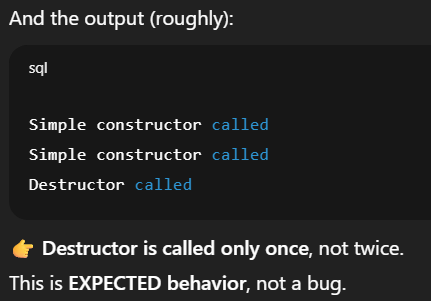 And the output (roughly):
sql
Simple constructor called
Simple constructor called
Destructor called
👉 Destructor is called only once, not twice.
This is EXPECTED behavior, not a bug.